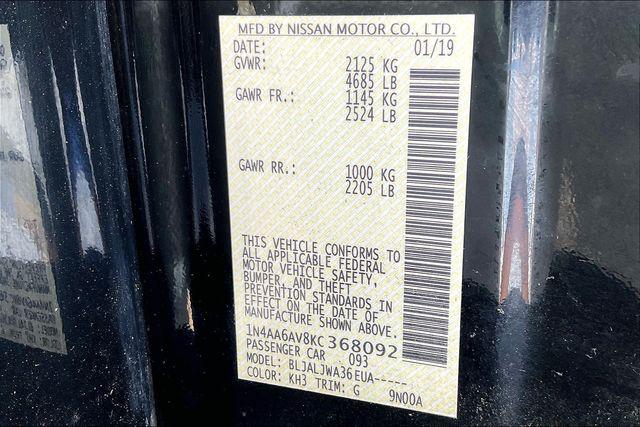 MFD BY NISSAN MOTOR CO., LTD.
DATE: 01/19
GVWR: 2125 KG
4685 LB
GAWR FR.: 1145 KG
2524 LB
GAWR RR.: 1000 KG
2205 LB
THIS VEHICLE CONFORMS TO
ALL APPLICABLE FEDERAL
MOTOR VEHICLE SAFETY,
BUMPER, AND THEFT
PREVENTION STANDARDS IN
EFFECT ON THE DATE OF
MANUFACTURE SHOWN ABOVE.
1N4AA6AV8KC368092
PASSENGER CAR 093
MODEL: BLJALJWA36EUA-----
COLOR: KH3 TRIM: G 9N00A